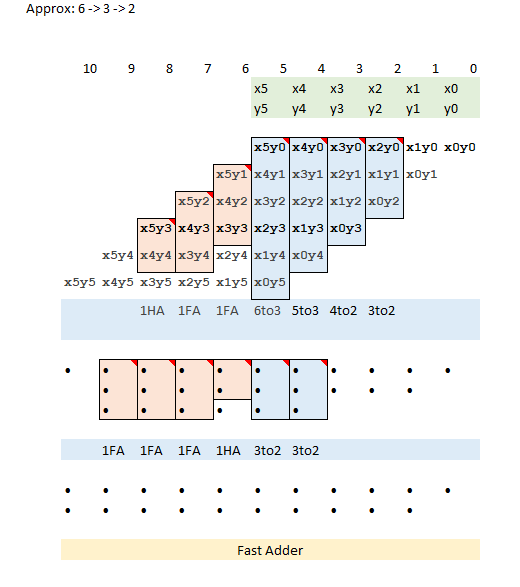 Approx: 6 -> 3 -> 2
10 9 8 7 6 5 4 3 2 1 0
x5 x4 x3 x2 x1 x0
y5 y4 y3 y2 y1 y0
x5y0 x4y0 x3y0 x2y0 x1y0 x0y0
x5y1 x4y1 x3y1 x2y1 x1y1 x0y1
x5y2 x4y2 x3y2 x2y2 x1y2 x0y2
x5y3 x4y3 x3y3 x2y3 x1y3 x0y3
x5y4 x4y4 x3y4 x2y4 x1y4 x0y4
x5y5 x4y5 x3y5 x2y5 x1y5 x0y5
1HA 1FA 1FA 6to3 5to3 4to2 3to2
1FA 1FA 1FA 1HA 3to2 3to2
Fast Adder